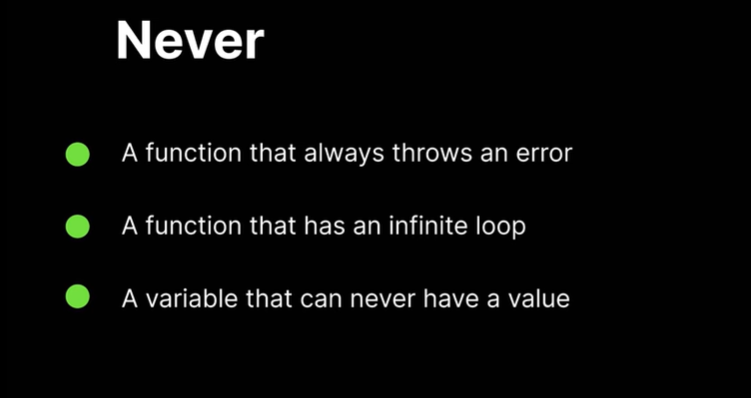 Never
A function that always throws an error
A function that has an infinite loop
A variable that can never have a value